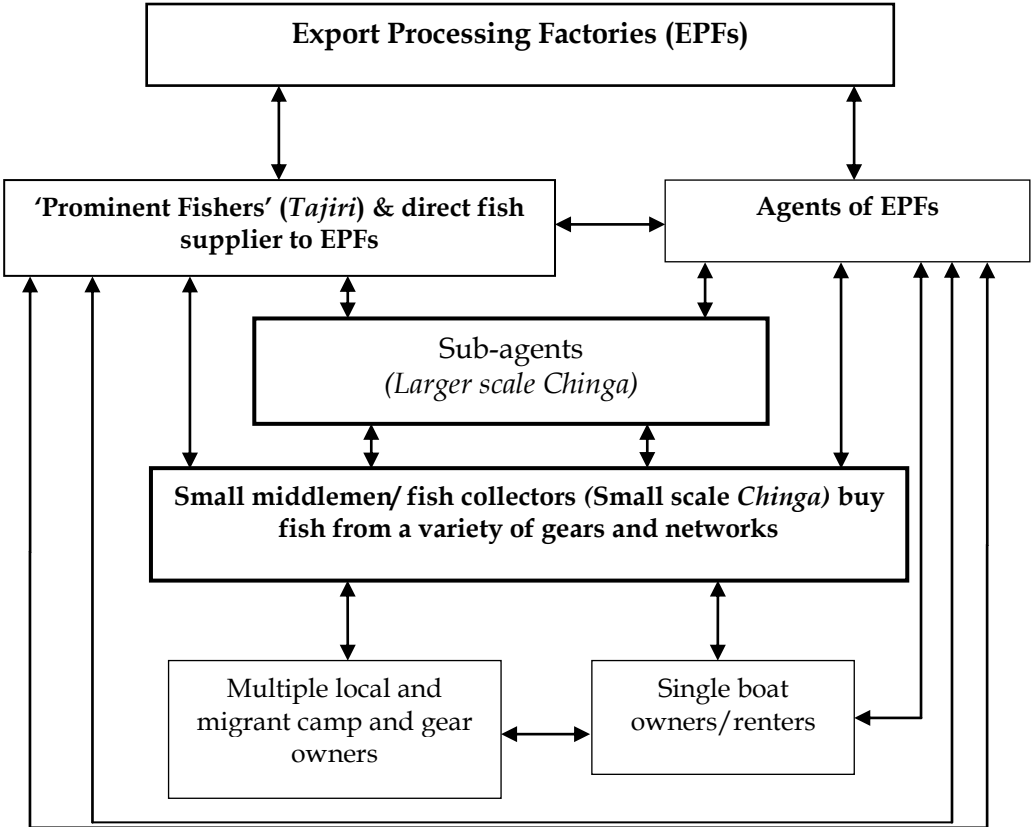 Export Processing Factories (EPFs)
‘Prominent Fishers’ (Tajiri) & direct fish
supplier to EPFs
Agents of EPFs
Sub-agents
(Larger scale Chinga)
Small middlemen/ fish collectors (Small scale Chinga) buy
fish from a variety of gears and networks
Multiple local and
migrant camp and gear
owners
Single boat
owners/renters